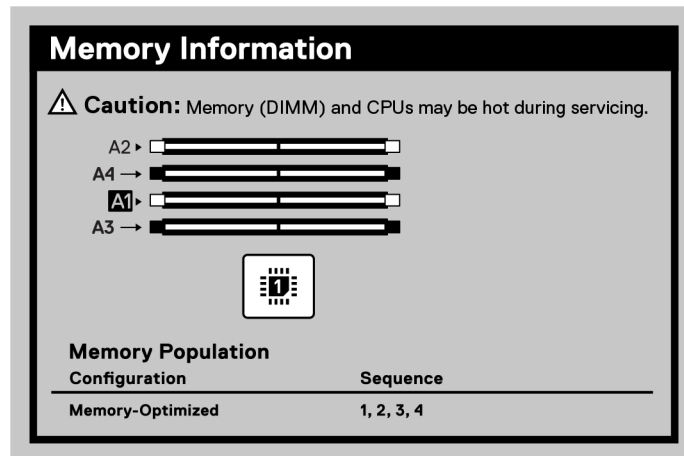 Memory Information
⚠ Caution: Memory (DIMM) and CPUs may be hot during servicing.
A2
A4
A1
A3
1
Memory Population
Configuration Sequence
Memory-Optimized 1, 2, 3, 4